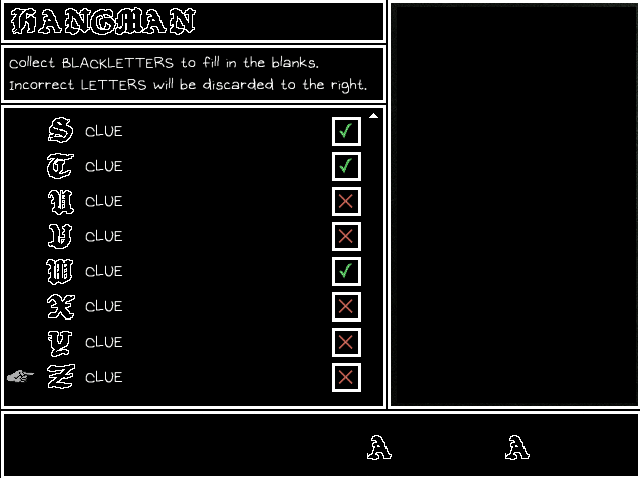 HANGMAN
Collect BLACKLETTERS to fill in the blanks.
Incorrect LETTERS will be discarded to the right.
S CLUE
T CLUE
U CLUE
V CLUE
W CLUE
X CLUE
Y CLUE
Z CLUE
A A